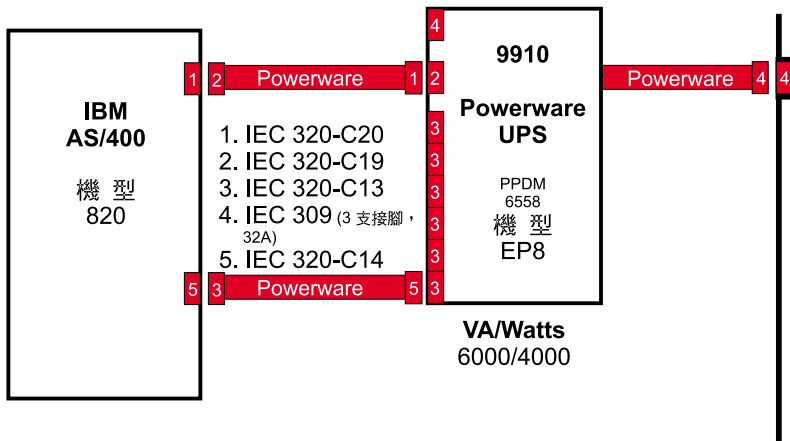 IBM
AS/400
機 型
820
1
2
Powerware
1
2
1. IEC 320-C20
2. IEC 320-C19
3. IEC 320-C13
4. IEC 309 (3 支接腳，
32A)
5. IEC 320-C14
5
3
Powerware
5
3
4
3
3
3
3
3
9910
Powerware
UPS
PPDM
6558
機 型
EP8
VA/Watts
6000/4000
Powerware
4
4